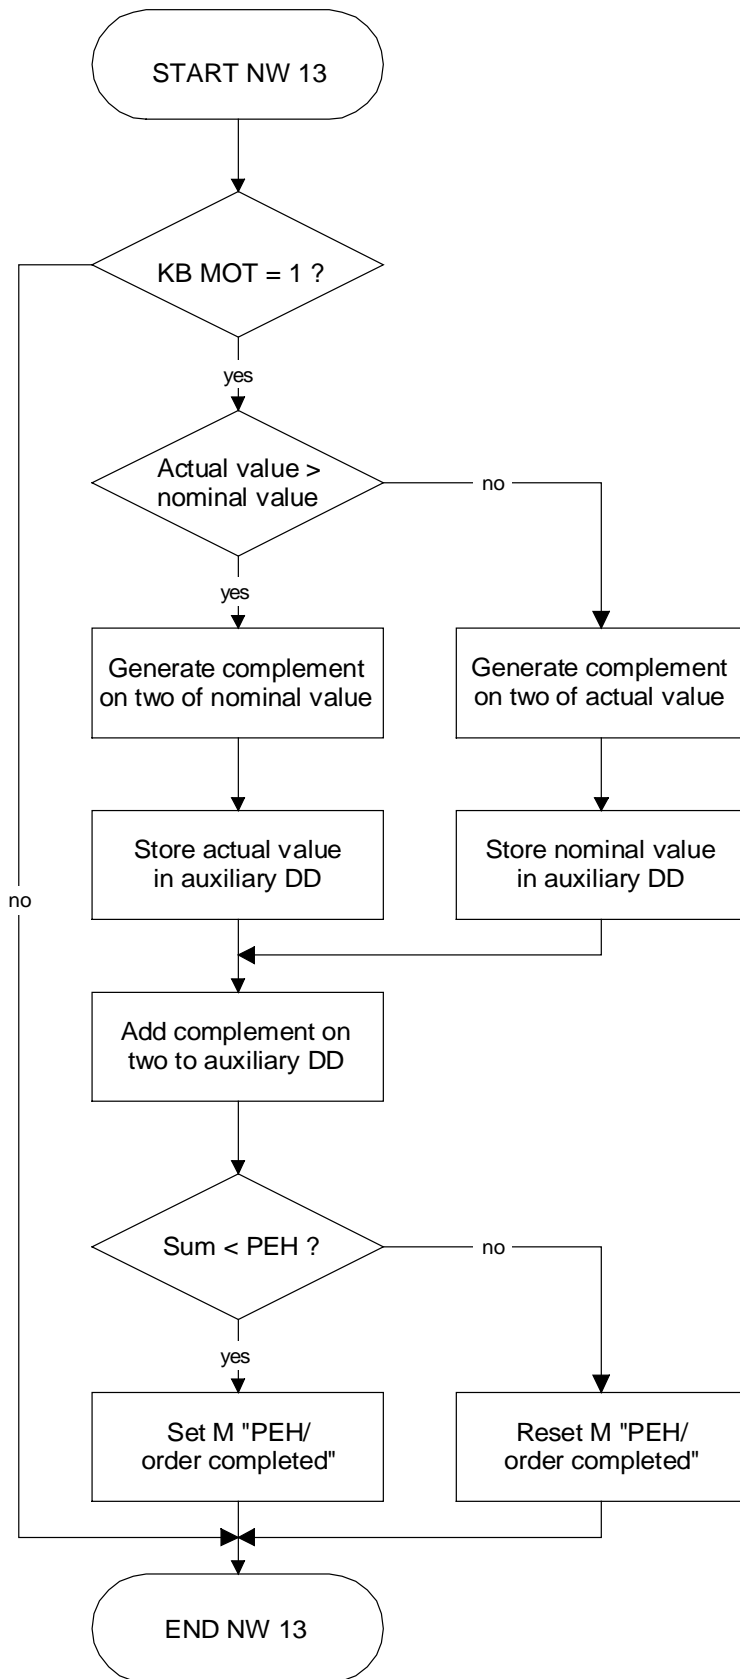 START NW 13
KB MOT = 1 ?
yes
Actual value >
nominal value
no
yes
Generate complement
on two of nominal value
Generate complement
on two of actual value
Store actual value
in auxiliary DD
Store nominal value
in auxiliary DD
no
Add complement on
two to auxiliary DD
Sum < PEH ?
no
yes
Set M "PEH/
order completed"
Reset M "PEH/
order completed"
END NW 13